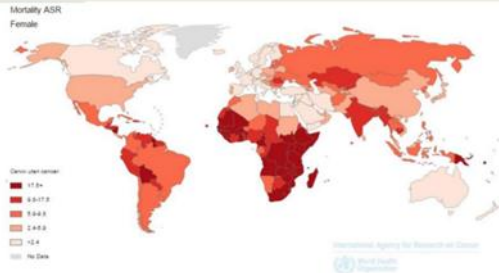 Mortality ASR
Female
Cervix uteri cancer
17.5+
2.4-5.9
<2.4
No Data
International Agency for Research on Cancer
World Health
Organization